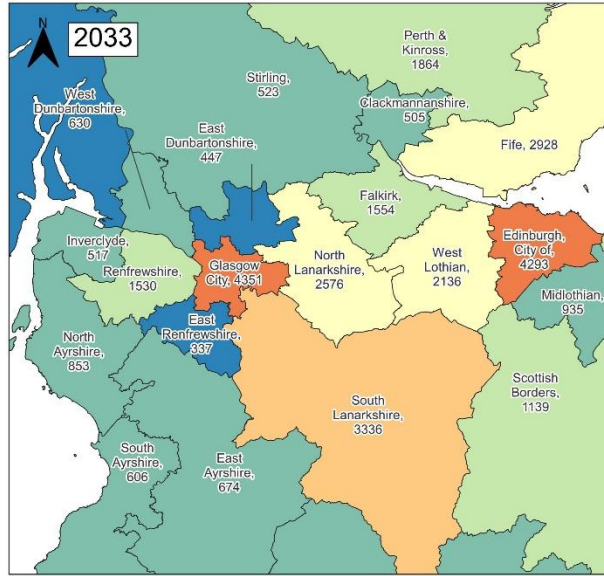 N
2033
Perth &
Kinross,
1864
Stirling,
523
West
Dunbartonshire,
630
Clackmannanshire,
505
East
Dunbartonshire,
447
Fife, 2928
Falkirk,
1554
Inverclyde,
517
Renfrewshire,
1530
Glasgow
City, 4351
North
Lanarkshire,
2576
West
Lothian,
2136
Edinburgh,
City of,
4293
Midlothian,
935
East
Renfrewshire,
337
North
Ayrshire,
853
South
Lanarkshire,
3336
Scottish
Borders,
1139
South
Ayrshire,
606
East
Ayrshire,
674